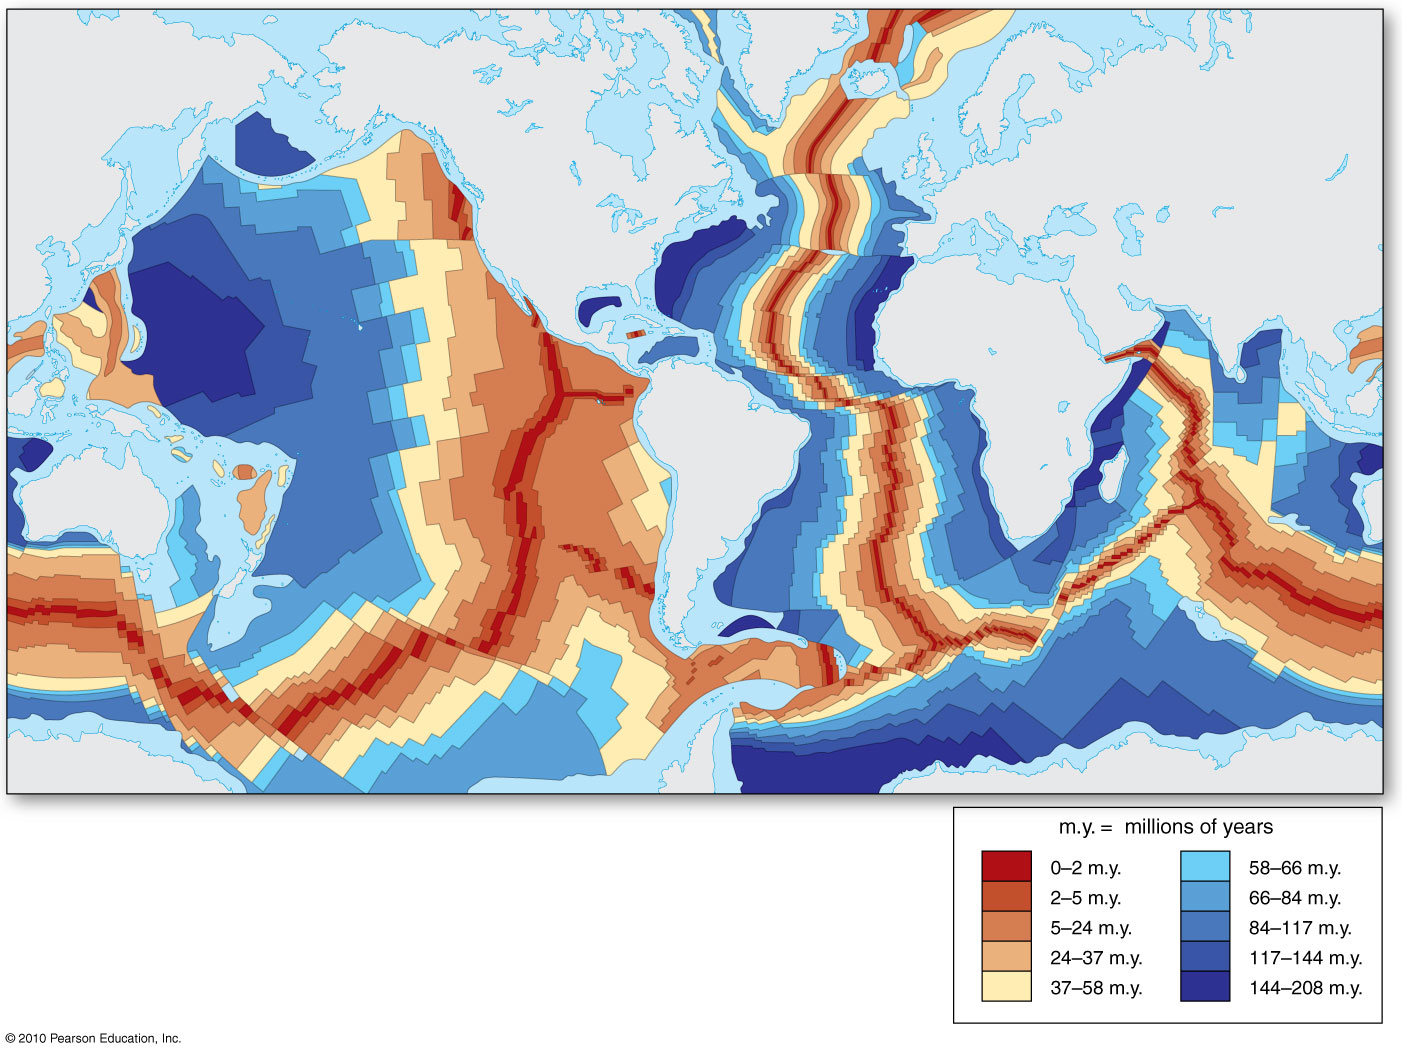 m.y. = millions of years
0–2 m.y.
2–5 m.y.
5–24 m.y.
24–37 m.y.
37–58 m.y.
58–66 m.y.
66–84 m.y.
84–117 m.y.
117–144 m.y.
144–208 m.y.
© 2010 Pearson Education, Inc.